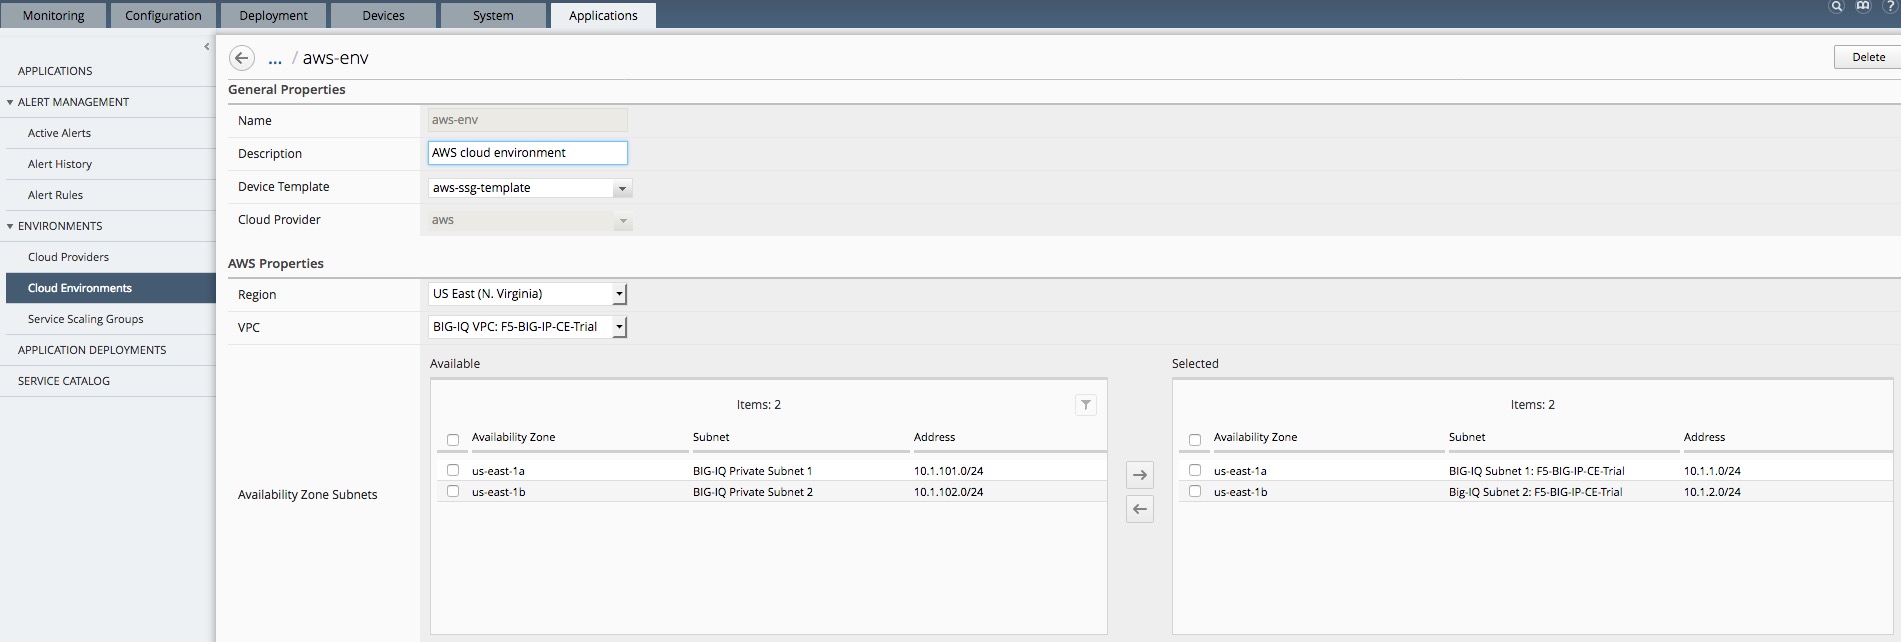 Monitoring Configuration Deployment Devices System Applications
?
<
... / aws-env
Delete
APPLICATIONS
ALERT MANAGEMENT
Active Alerts
Alert History
Alert Rules
ENVIRONMENTS
Cloud Providers
Cloud Environments
Service Scaling Groups
APPLICATION DEPLOYMENTS
SERVICE CATALOG
General Properties
Name aws-env
Description AWS cloud environment
Device Template aws-ssg-template
Cloud Provider aws
AWS Properties
Region US East (N. Virginia)
VPC BIG-IQ VPC: F5-BIG-IP-CE-Trial
Availability Zone Subnets
Available
Items: 2
Availability Zone Subnet Address
us-east-1a BIG-IQ Private Subnet 1 10.1.101.0/24
us-east-1b BIG-IQ Private Subnet 2 10.1.102.0/24
Selected
Items: 2
Availability Zone Subnet Address
us-east-1a BIG-IQ Subnet 1: F5-BIG-IP-CE-Trial 10.1.1.0/24
us-east-1b Big-IQ Subnet 2: F5-BIG-IP-CE-Trial 10.1.2.0/24